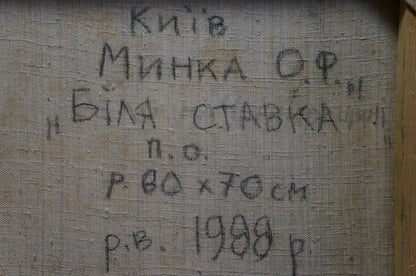 Київ
Минка О.Ф.
„Біля ставка"
п.о.
р. 80 х 70 см
р.в. 1988 р